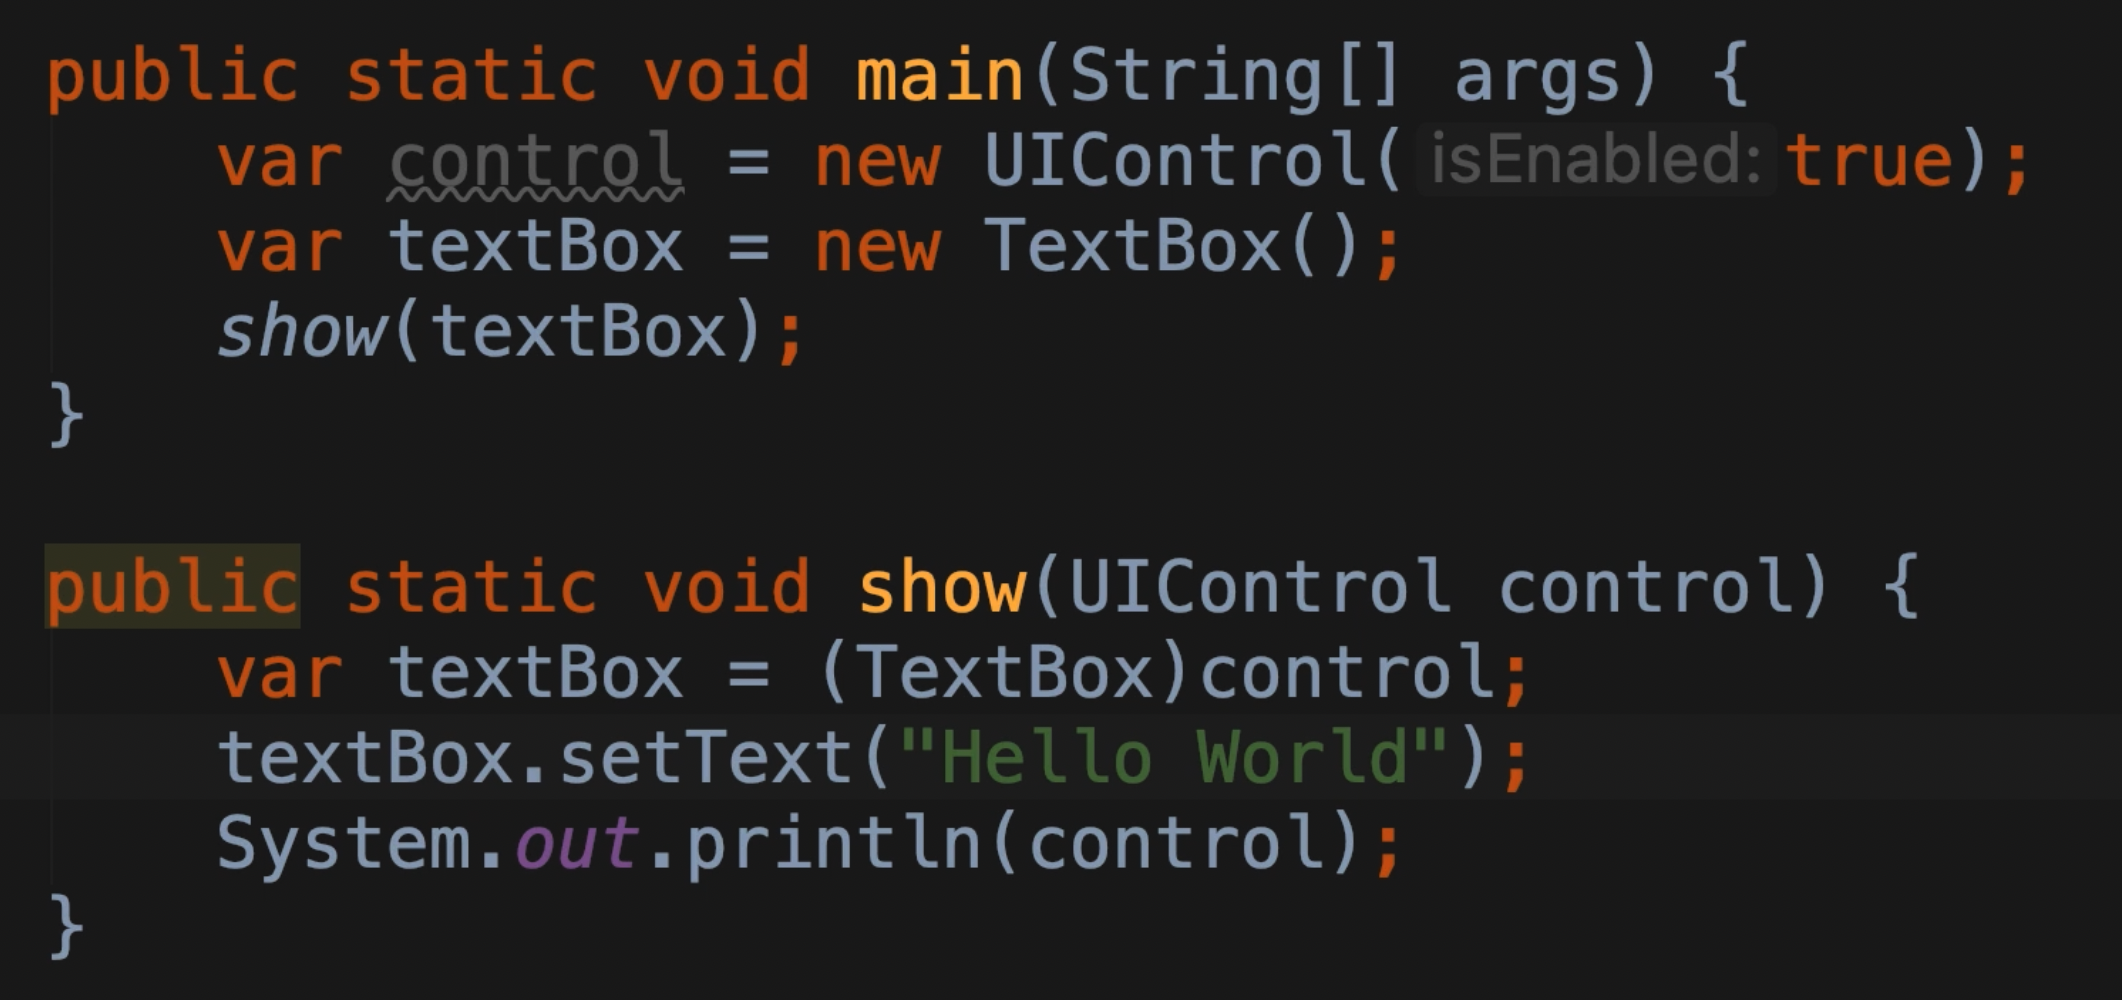 public static void main(String[] args) {
    var control = new UIControl( isEnabled: true);
    var textBox = new TextBox();
    show(textBox);
}

public static void show(UIControl control) {
    var textBox = (TextBox)control;
    textBox.setText("Hello World");
    System.out.println(control);
}